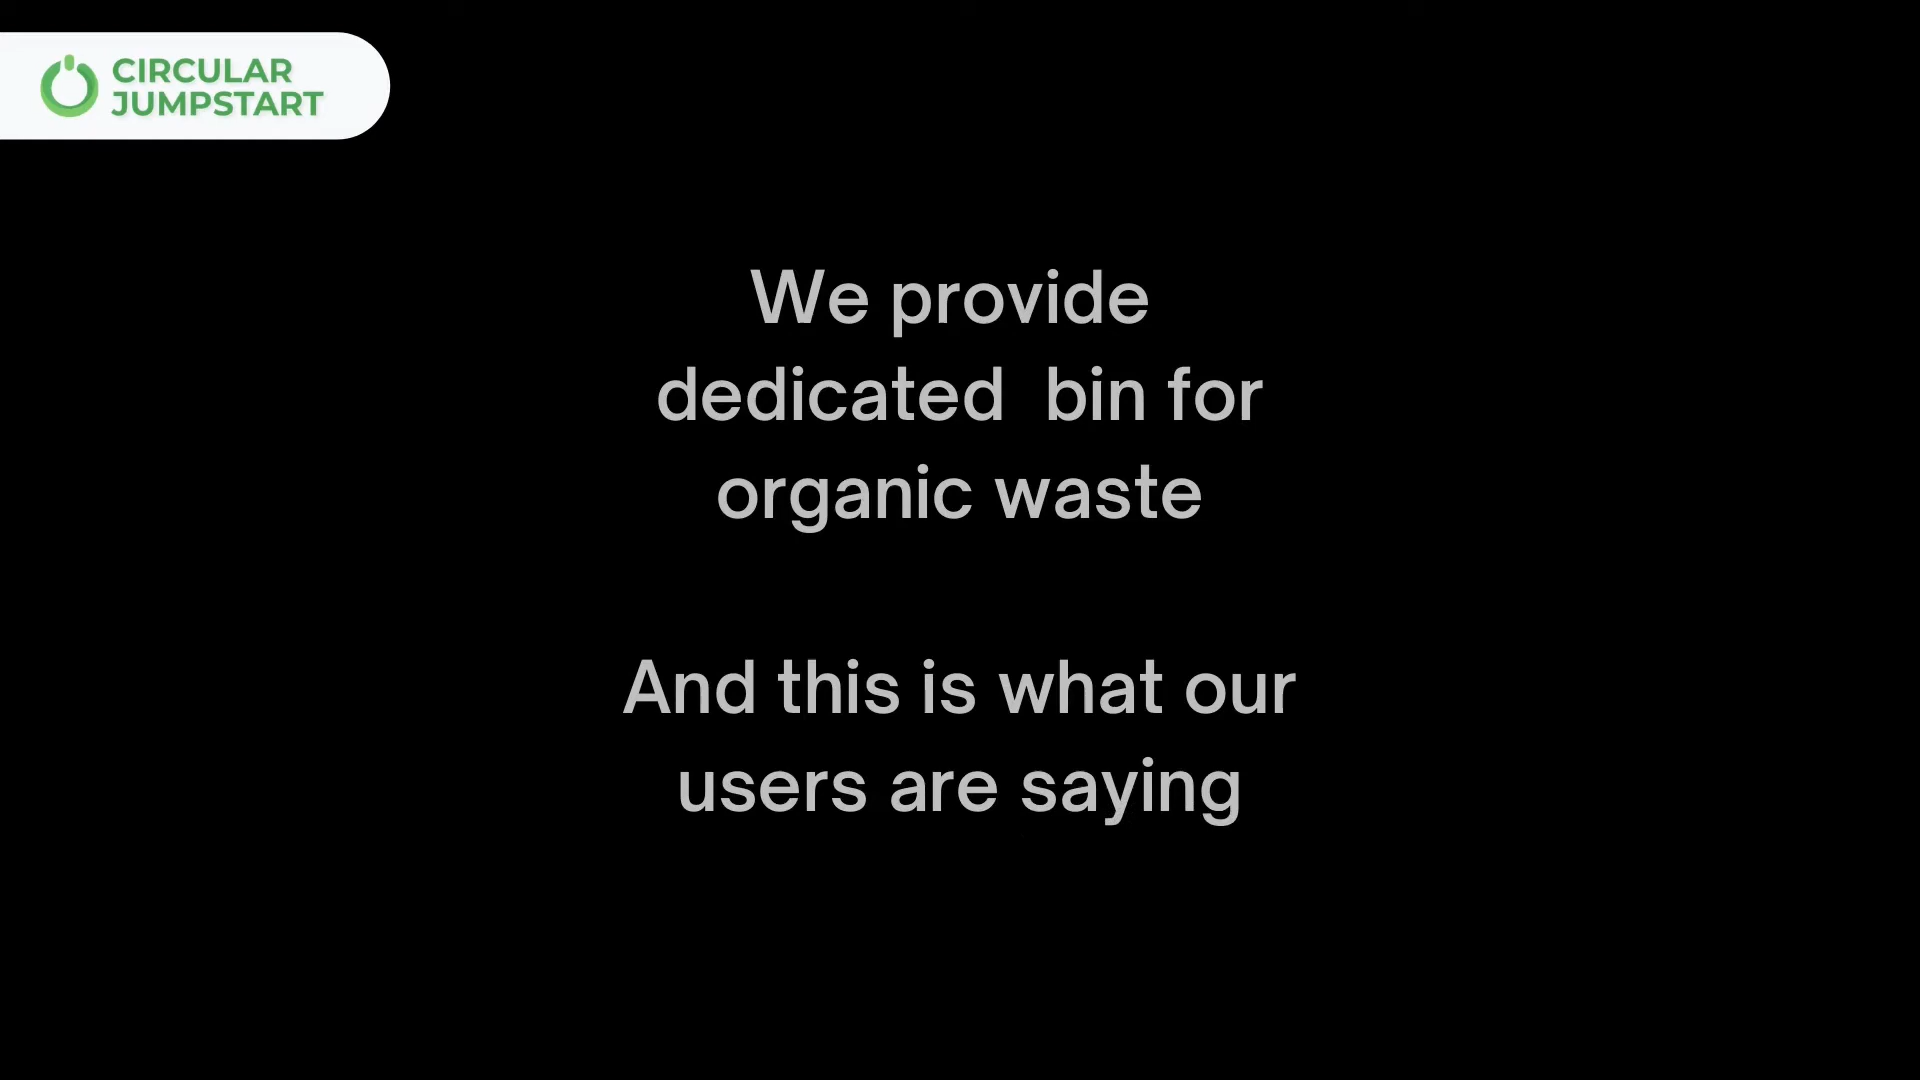 CIRCULAR
JUMPSTART
We provide
dedicated  bin for
organic waste
And this is what our
users are saying